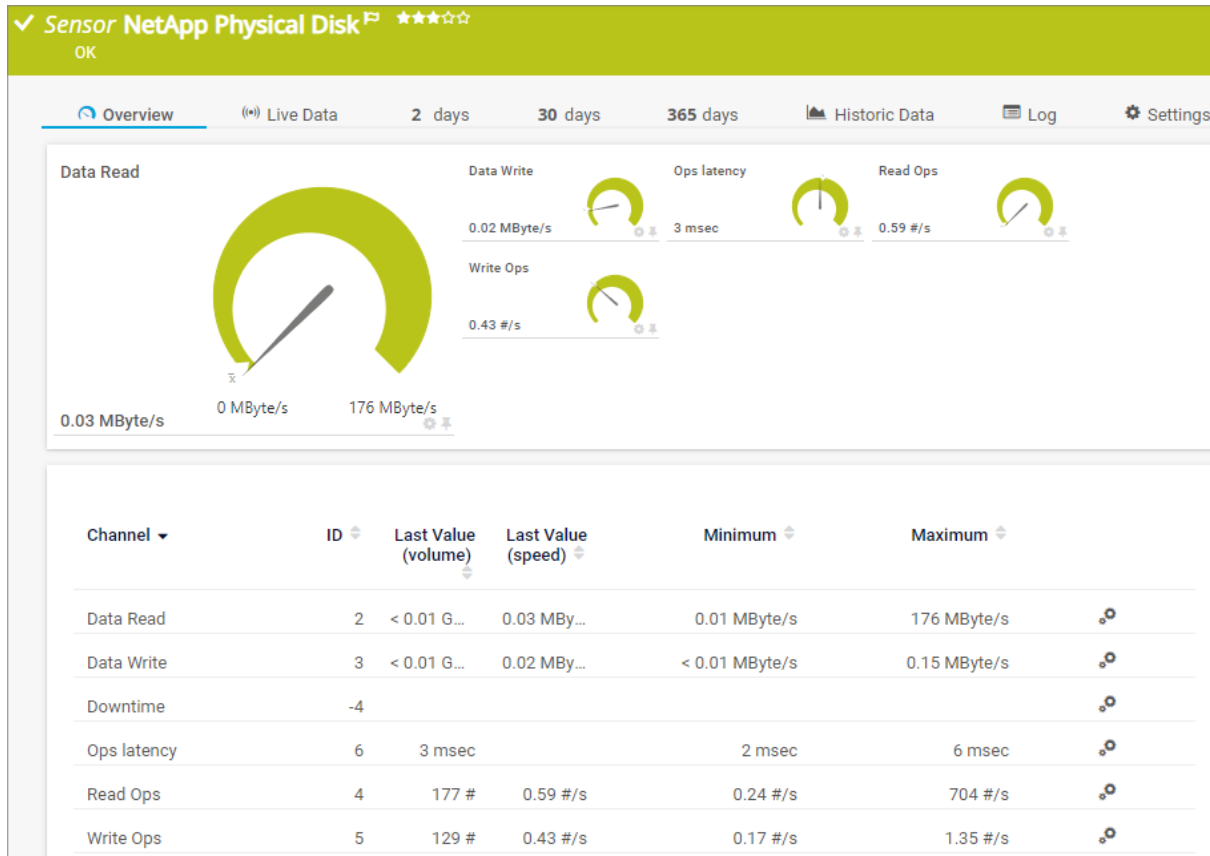 Sensor NetApp Physical Disk
OK
Overview Live Data 2 days 30 days 365 days Historic Data Log Settings
Data Read
0.03 MByte/s
0 MByte/s 176 MByte/s
x̄
Data Write
0.02 MByte/s
Ops latency
3 msec
Read Ops
0.59 #/s
Write Ops
0.43 #/s
Channel ID Last Value (volume) Last Value (speed) Minimum Maximum
Data Read 2 < 0.01 G... 0.03 MBy... 0.01 MByte/s 176 MByte/s
Data Write 3 < 0.01 G... 0.02 MBy... < 0.01 MByte/s 0.15 MByte/s
Downtime -4
Ops latency 6 3 msec 2 msec 6 msec
Read Ops 4 177 # 0.59 #/s 0.24 #/s 704 #/s
Write Ops 5 129 # 0.43 #/s 0.17 #/s 1.35 #/s